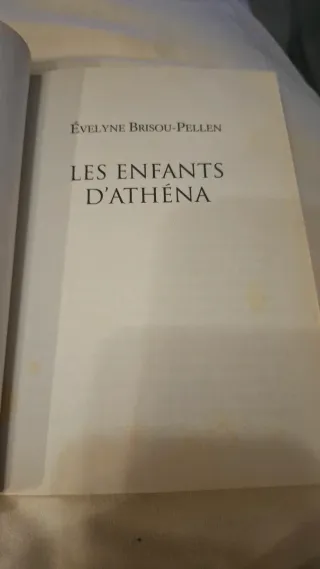 ÉVELYNE BRISOU-PELLEN
LES ENFANTS
D'ATHÉNA